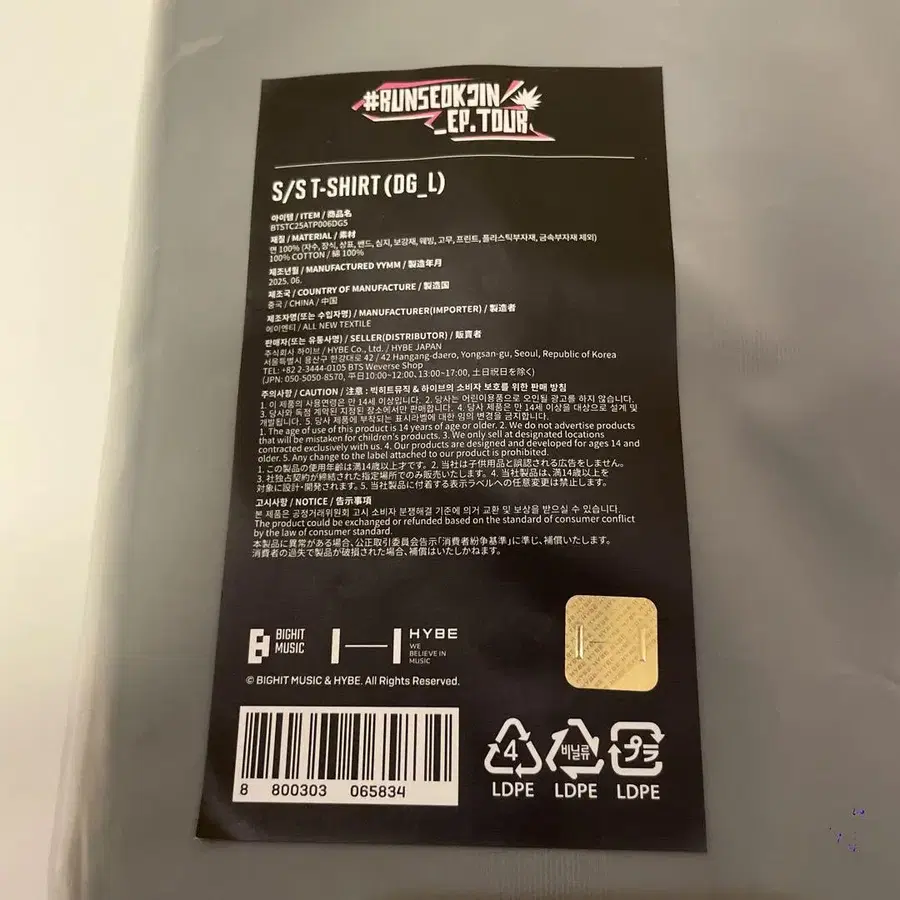 #RUNSEOKJIN
_EP.TOUR
S/S T-SHIRT (DG_L)
아이템 / ITEM / 商品名
BTSTC25ATP006DG5
재질 / MATERIAL / 素材
면 100% (자수, 장식, 상표, 밴드, 심지, 보강재, 웨빙, 고무, 프린트, 플라스틱부자재, 금속부자재 제외)
100% COTTON / 綿 100%
제조년월 / MANUFACTURED YYMM / 製造年月
2025. 06.
제조국 / COUNTRY OF MANUFACTURE / 製造国
중국 / CHINA / 中国
제조자명(또는 수입자명) / MANUFACTURER(IMPORTER) / 製造者
에이엔티 / ALL NEW TEXTILE
판매자(또는 유통사명) / SELLER(DISTRIBUTOR) / 販賣者
주식회사 하이브 / HYBE Co., Ltd. / HYBE JAPAN
서울특별시 용산구 한강대로 42 / 42 Hangang-daero, Yongsan-gu, Seoul, Republic of Korea
TEL: +82 2-3444-0105 BTS Weverse Shop
(JPN: 050-5050-8570, 平日10:00~12:00、13:00~17:00, 土日祝日を除く)
주의사항 / CAUTION / 注意 : 빅히트뮤직 & 하이브의 소비자 보호를 위한 판매 방침
1. 이 제품의 사용연령은 만 14세 이상입니다. 2. 당사는 어린이용품으로 오인될 광고를 하지 않습니다.
3. 당사와 독점 계약된 지정된 장소에서만 판매합니다. 4. 당사 제품은 만 14세 이상을 대상으로 설계 및
개발됩니다. 5. 당사 제품에 부착되는 표시라벨에 대한 임의 변경을 금지합니다.
1. The age of use of this product is 14 years of age or older. 2. We do not advertise products
that will be mistaken for children's products. 3. We only sell at designated locations
contracted exclusively with us. 4. Our products are designed and developed for ages 14 and
older. 5. Any change to the label attached to our product is prohibited.
1. この製品の使用年齢は満14歳以上才です。2. 当社は子供用品と誤認される広告をしません。
3. 社独占契約が締結された指定場所でのみ販売いたします。4. 当社製品は、満14歳以上を
対象に設計・開発されます。5. 当社製品に付着する表示ラベルへの任意変更は禁止します。
고시사항 / NOTICE / 告示事項
본 제품은 공정거래위원회 고시 소비자 분쟁해결 기준에 의거 교환 및 보상을 받으실 수 있습니다.
The product could be exchanged or refunded based on the standard of consumer conflict
by the law of consumer standard.
本製品に異常がある場合、公正取引委員会告示「消費者紛争基準」に準じ、補償いたします。
消費者の過失で製品が破損された場合、補償はいたしかねます。
BIGHIT
MUSIC
HYBE
WE
BELIEVE IN
MUSIC
© BIGHIT MUSIC & HYBE. All Rights Reserved.
8 800303 065834
4
LDPE
비닐류
LDPE
プラ
LDPE